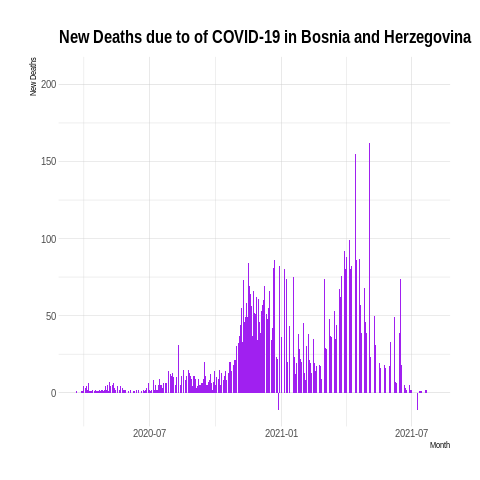 New Deaths due to of COVID-19 in Bosnia and Herzegovina
New Deaths
200
150
100
50
0
2020-07
2021-01
2021-07
Month